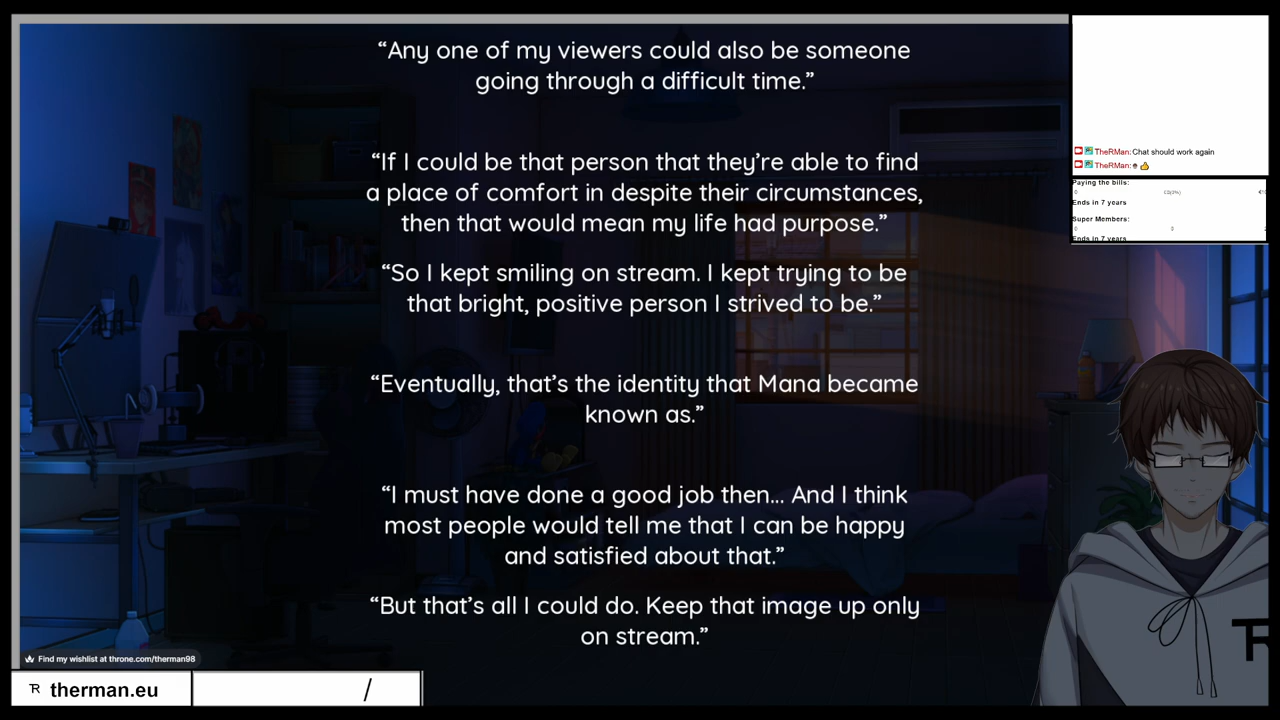 “Any one of my viewers could also be someone
going through a difficult time.”
“If I could be that person that they’re able to find
a place of comfort in despite their circumstances,
then that would mean my life had purpose.”
“So I kept smiling on stream. I kept trying to be
that bright, positive person I strived to be.”
“Eventually, that’s the identity that Mana became
known as.”
“I must have done a good job then... And I think
most people would tell me that I can be happy
and satisfied about that.”
“But that’s all I could do. Keep that image up only
on stream.”
TheRMan: Chat should work again
TheRMan:
Paying the bills:
Ends in 7 years
Super Members:
0
Ends in 7 years
TR
Find my wishlist at throne.com/therman98
TR therman.eu
/